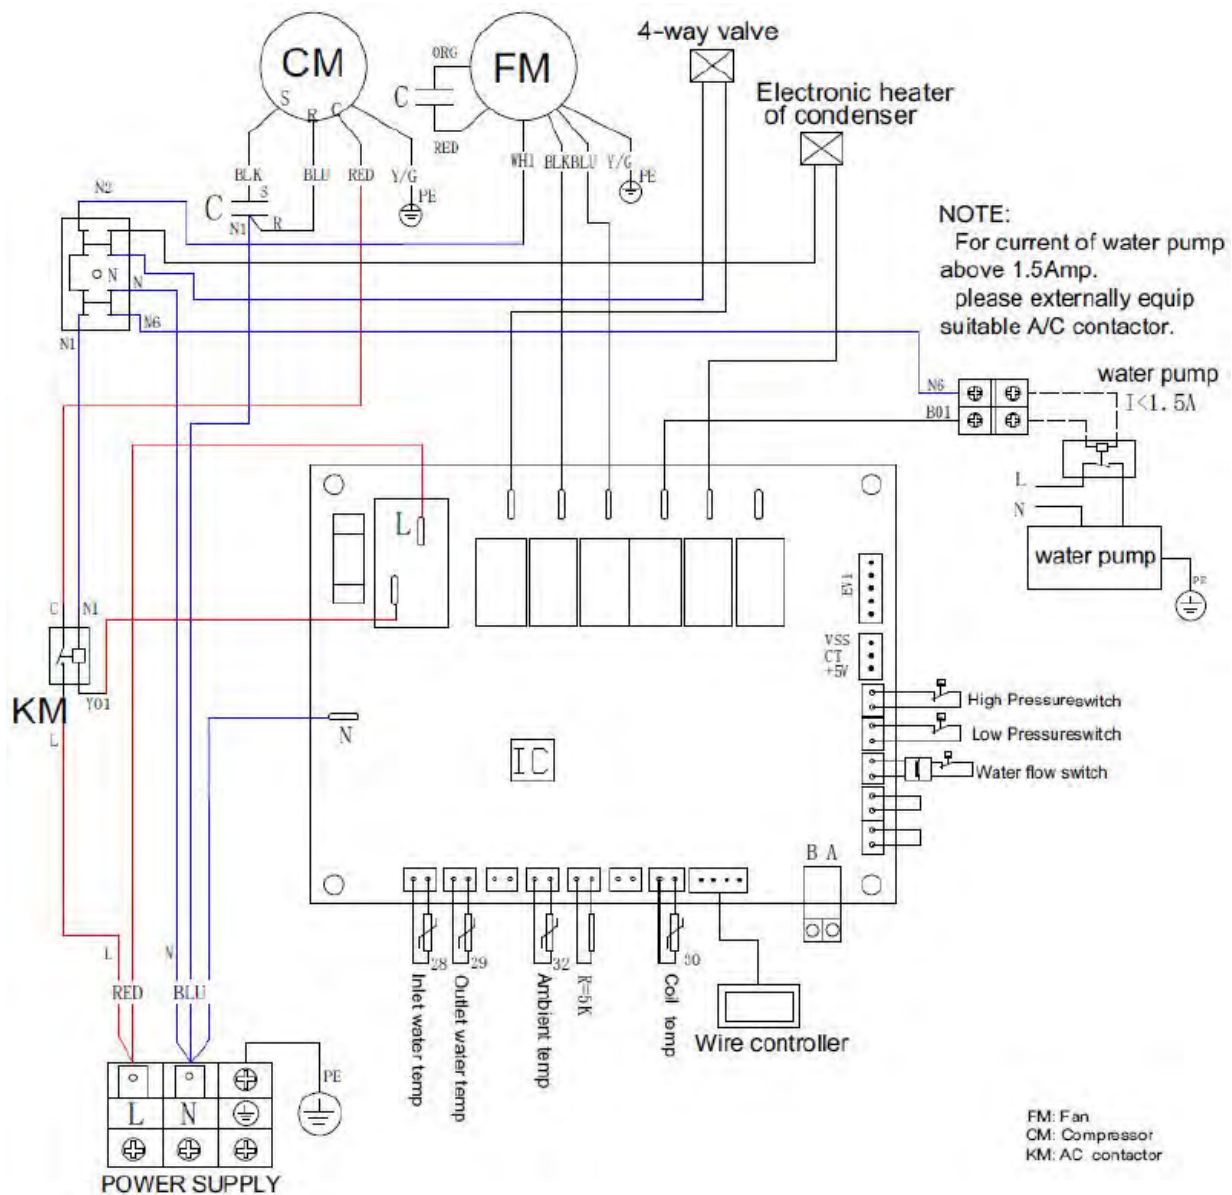 4-way valve
CM
FM
ORG
C
RED
S
R
C
Electronic heater
of condenser
BLK
BLU
RED
Y/G
PE
WH1
BLK
BLU
Y/G
PE
N2
S
C
N1
R
NOTE:
For current of water pump
above 1.5Amp.
please externally equip
suitable A/C contactor.
N
N
N6
N1
water pump
I<1.5A
N6
B01
L
N
water pump
PE
L
EV1
C
N1
VSS
CT
+5V
KM
Y01
L
N
High Pressureswitch
Low Pressureswitch
IC
Water flow switch
B A
L
N
28
29
32
30
Inlet water temp
Outlet water temp
Ambient temp
R=5K
Coil temp
RED
BLU
Wire controller
PE
L
N
POWER SUPPLY
FM: Fan
CM: Compressor
KM: AC contactor